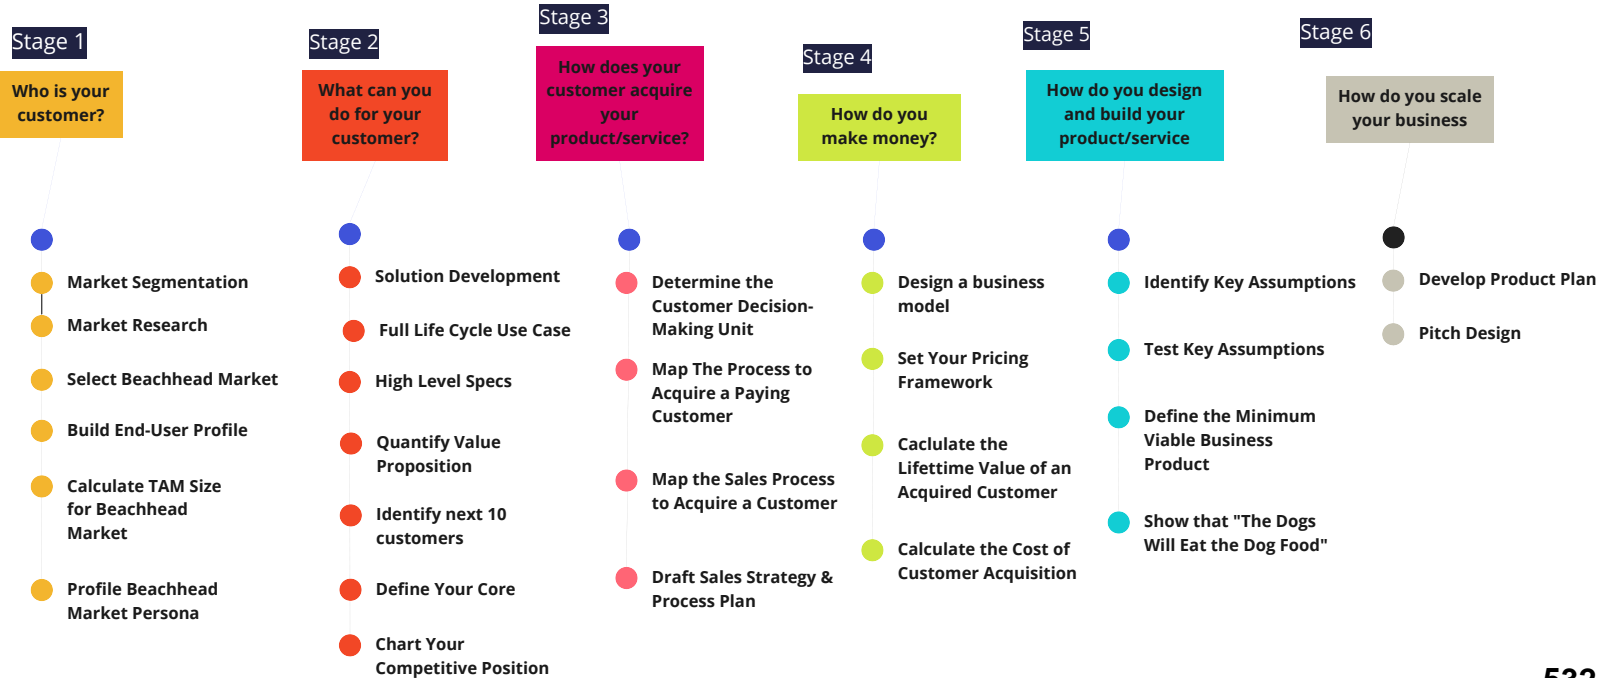 Stage 1
Who is your
customer?
Market Segmentation
Market Research
Select Beachhead Market
Build End-User Profile
Calculate TAM Size
for Beachhead
Market
Profile Beachhead
Market Persona
Stage 2
What can you
do for your
customer?
Solution Development
Full Life Cycle Use Case
High Level Specs
Quantify Value
Proposition
Identify next 10
customers
Define Your Core
Chart Your
Competitive Position
Stage 3
How does your
customer acquire
your
product/service?
Determine the
Customer Decision-
Making Unit
Map The Process to
Acquire a Paying
Customer
Map the Sales Process
to Acquire a Customer
Draft Sales Strategy &
Process Plan
Stage 4
How do you
make money?
Design a business
model
Set Your Pricing
Framework
Caclulate the
Lifettime Value of an
Acquired Customer
Calculate the Cost of
Customer Acquisition
Stage 5
How do you design
and build your
product/service
Identify Key Assumptions
Test Key Assumptions
Define the Minimum
Viable Business
Product
Show that "The Dogs
Will Eat the Dog Food"
Stage 6
How do you scale
your business
Develop Product Plan
Pitch Design